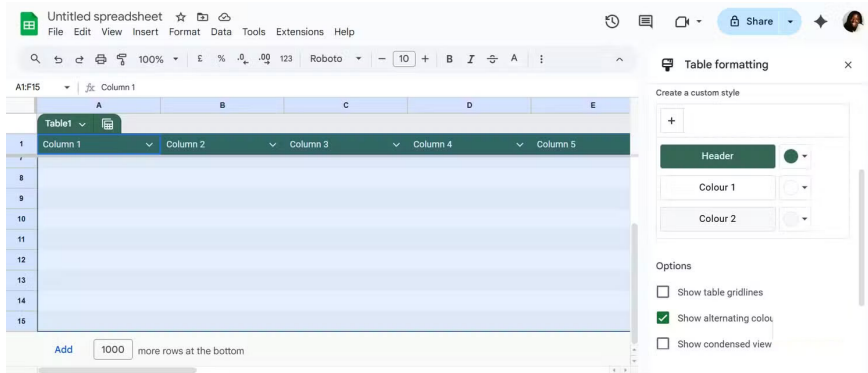 Untitled spreadsheet
File Edit View Insert Format Data Tools Extensions Help
Share
100% £ % .0 .00 123 Roboto − 10 + B I S A
Table formatting
A1:F15 fx Column 1
Create a custom style
A B C D E
Table1
+
1 Column 1 Column 2 Column 3 Column 4 Column 5
Header
8
Colour 1
9
10
Colour 2
11
12
Options
13
Show table gridlines
14
15
Show alternating colou
Show condensed view
Add 1000 more rows at the bottom